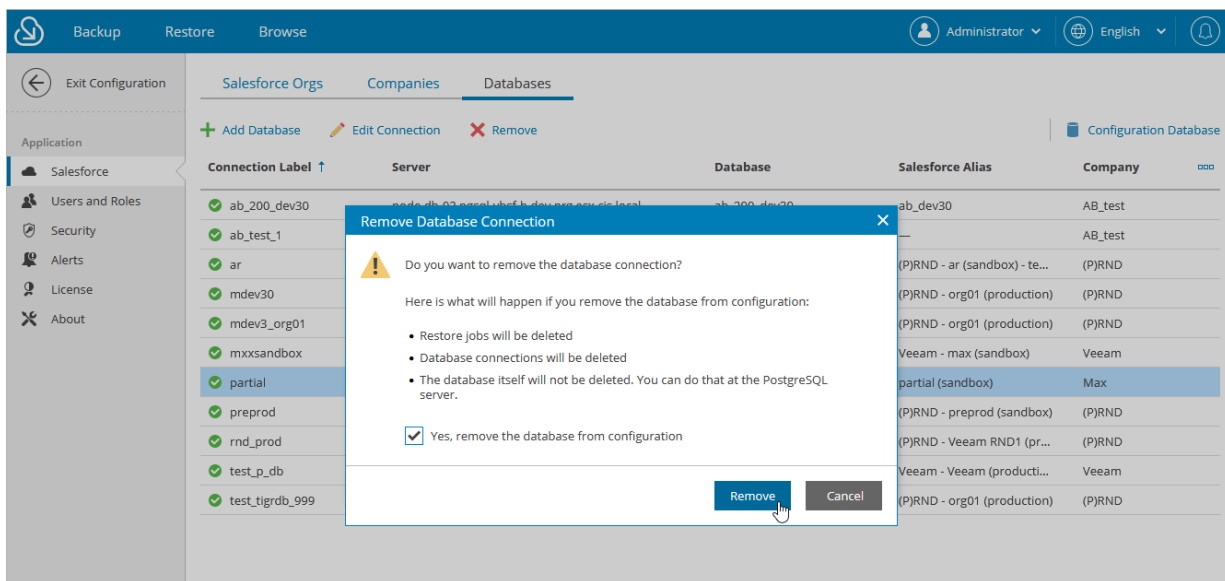 Backup Restore Browse Administrator English
Exit Configuration
Salesforce Orgs Companies Databases
Add Database Edit Connection Remove Configuration Database
Application
Salesforce
Users and Roles
Security
Alerts
License
About
Connection Label ↑ Server Database Salesforce Alias Company
ab_200_dev30 ab_dev30 AB_test
ab_test_1 — AB_test
ar (P)RND - ar (sandbox) - te... (P)RND
mdev30 (P)RND - org01 (production) (P)RND
mdev3_org01 (P)RND - org01 (production) (P)RND
mxxsandbox Veeam - max (sandbox) Veeam
partial partial (sandbox) Max
preprod (P)RND - preprod (sandbox) (P)RND
rnd_prod (P)RND - Veeam RND1 (pr... (P)RND
test_p_db Veeam - Veeam (producti... Veeam
test_tigrdb_999 (P)RND - org01 (production) (P)RND
Remove Database Connection
Do you want to remove the database connection?
Here is what will happen if you remove the database from configuration:
• Restore jobs will be deleted
• Database connections will be deleted
• The database itself will not be deleted. You can do that at the PostgreSQL
server.
Yes, remove the database from configuration
Remove Cancel